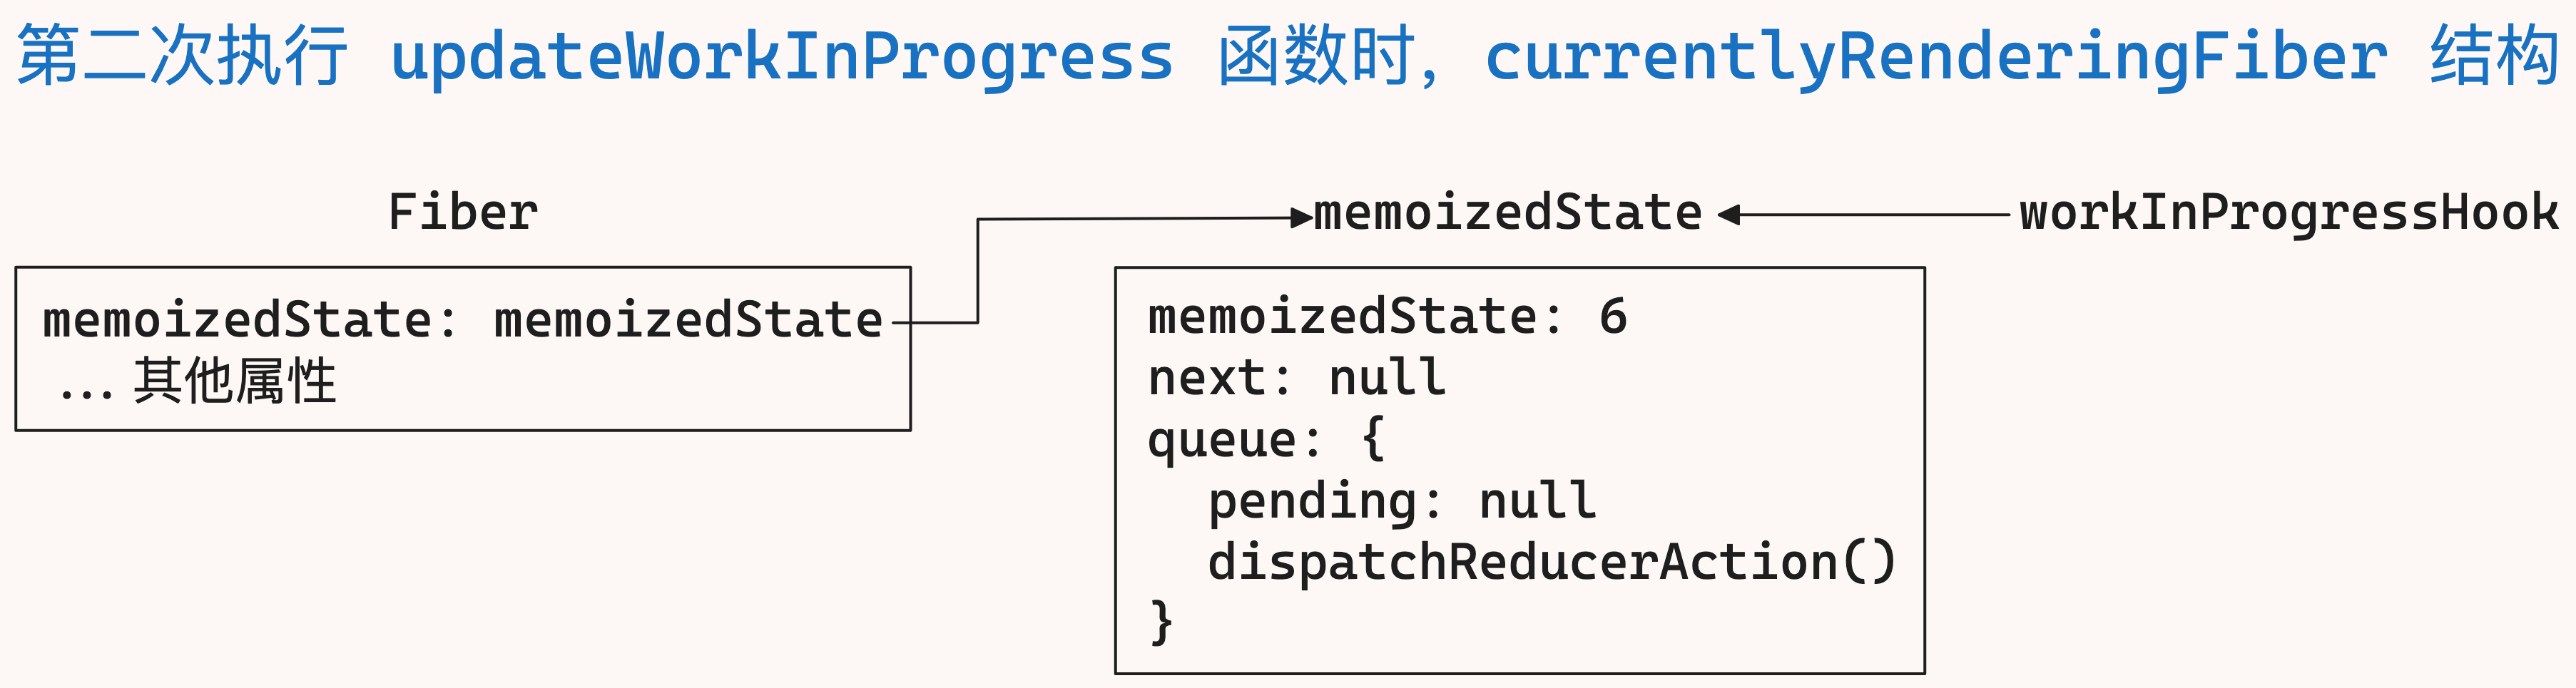 第二次执行 updateWorkInProgress 函数时，currentlyRenderingFiber 结构
Fiber
memoizedState: memoizedState
... 其他属性
memoizedState
memoizedState: 6
next: null
queue: {
pending: null
dispatchReducerAction()
}
workInProgressHook